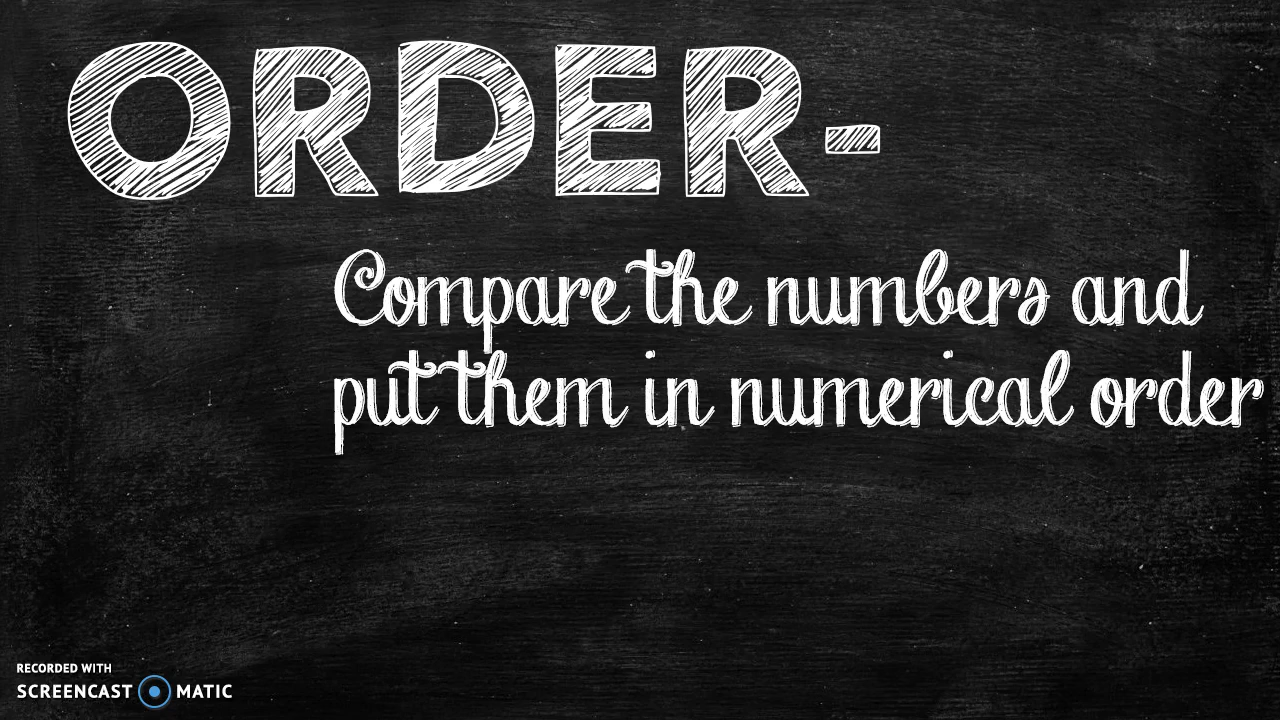 ORDER-
Compare the numbers and
put them in numerical order
RECORDED WITH
SCREENCAST MATIC